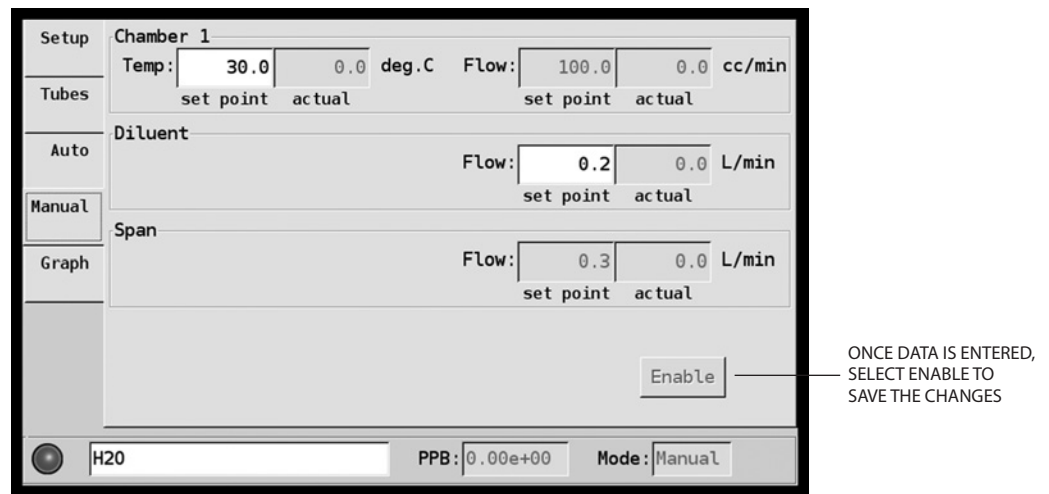 Setup
Tubes
Auto
Manual
Graph
Chamber 1
Temp: 30.0 0.0 deg.C Flow: 100.0 0.0 cc/min
set point actual set point actual
Diluent
Flow: 0.2 0.0 L/min
set point actual
Span
Flow: 0.3 0.0 L/min
set point actual
Enable
ONCE DATA IS ENTERED,
SELECT ENABLE TO
SAVE THE CHANGES
H20 PPB: 0.00e+00 Mode: Manual